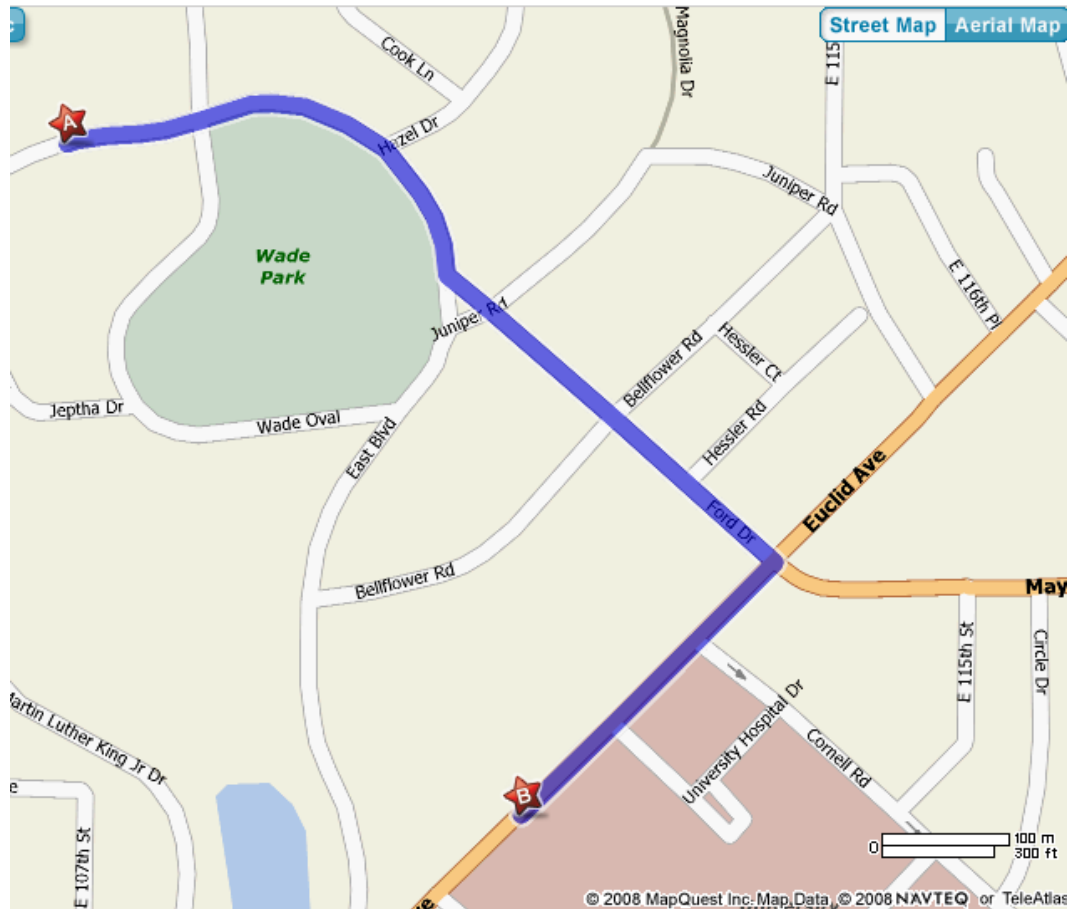 Street Map
Aerial Map
Cook Ln
Magnolia Dr
A
Hazel Dr
Juniper Rd
Wade
Park
E 116th Pl
Juniper Rd
Hessler Ct
Bellflower Rd
Jeptha Dr
Wade Oval
Hessler Rd
East Blvd
Euclid Ave
Ford Dr
Bellflower Rd
May
E 115th St
Circle Dr
University Hospital Dr
Cornell Rd
Martin Luther King Jr Dr
B
E 107th St
0
100 m
300 ft
© 2008 MapQuest Inc. Map Data © 2008 NAVTEQ or TeleAtlas